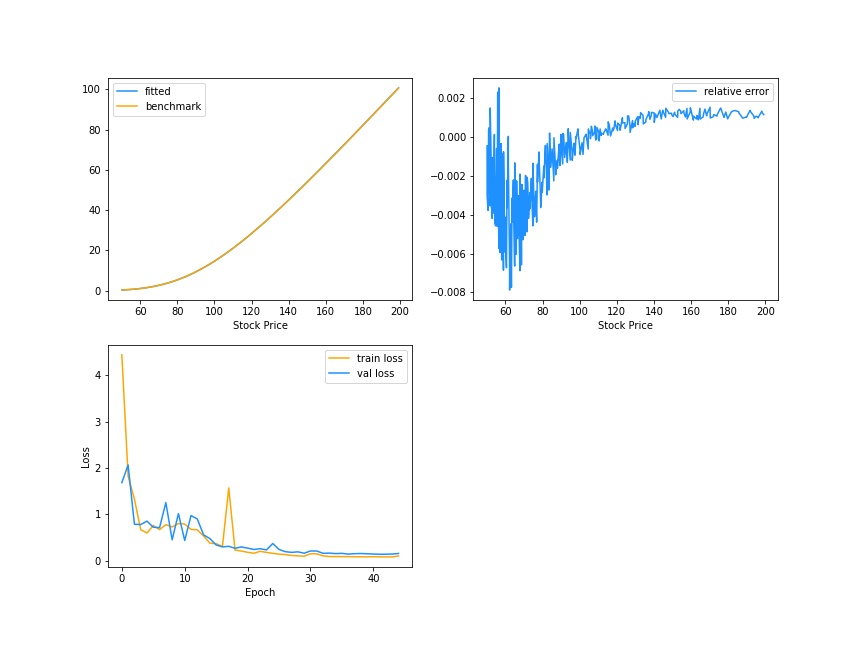 fitted
benchmark
100
80
60
40
20
0
60 80 100 120 140 160 180 200
Stock Price
relative error
0.002
0.000
−0.002
−0.004
−0.006
−0.008
60 80 100 120 140 160 180 200
Stock Price
train loss
val loss
4
3
2
1
0
Loss
0 10 20 30 40
Epoch